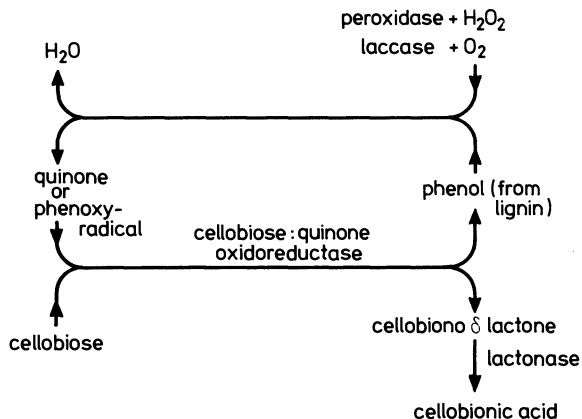 peroxidase + H₂O₂
laccase + O₂
H₂O
quinone
or
phenoxy-
radical
phenol (from
lignin)
cellobiose : quinone
oxidoreductase
cellobiose
cellobiono δ lactone
lactonase
cellobionic acid